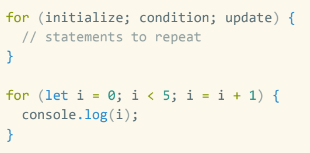 for (initialize; condition; update) {
  // statements to repeat
}

for (let i = 0; i < 5; i = i + 1) {
  console.log(i);
}